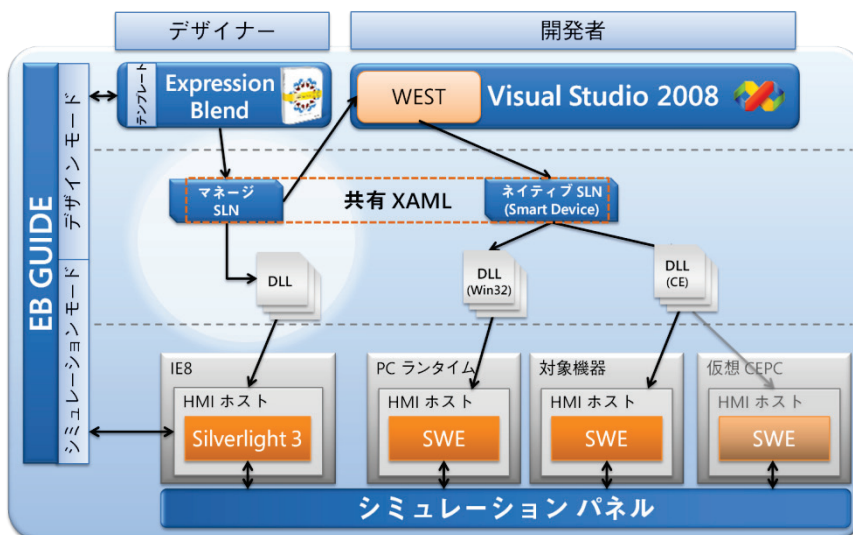 デザイナー
開発者
EB GUIDE
デザイン モード
シミュレーション モード
テンプレート
Expression
Blend
WEST
Visual Studio 2008
マネージ
SLN
共有 XAML
ネイティブ SLN
(Smart Device)
DLL
DLL
(Win32)
DLL
(CE)
IE8
HMI ホスト
Silverlight 3
PC ランタイム
HMI ホスト
SWE
対象機器
HMI ホスト
SWE
仮想 CEPC
HMI ホスト
SWE
シミュレーション パネル